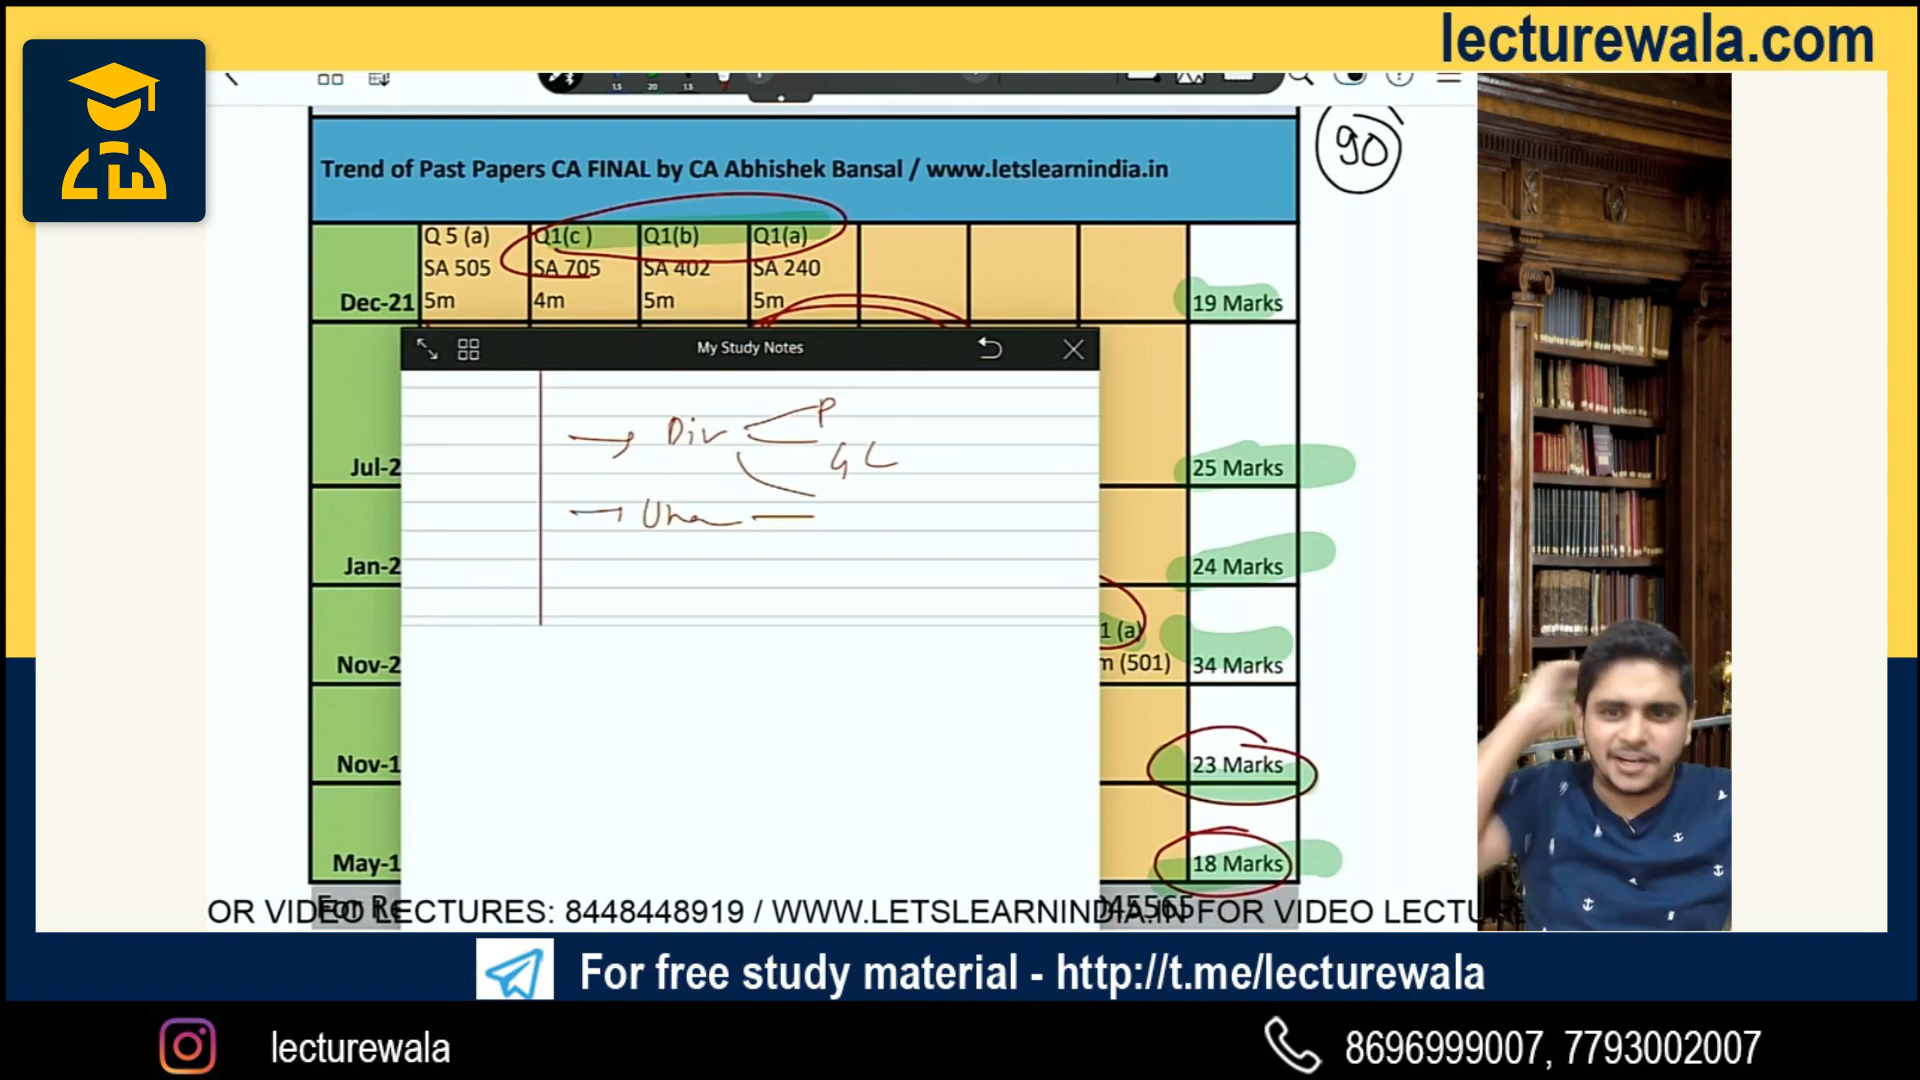 lecturewala.com
90
Trend of Past Papers CA FINAL by CA Abhishek Bansal / www.letslearnindia.in
Q 5 (a) Q1(c ) Q1(b) Q1(a)
SA 505 SA 705 SA 402 SA 240
Dec-21 5m 4m 5m 5m 19 Marks
My Study Notes
Div P
G L
Jul-2 25 Marks
Jan-2 24 Marks
1 (a)
Nov-2 m (501) 34 Marks
Nov-1 23 Marks
May-1 18 Marks
OR VIDEO LECTURES: 8448448919 / WWW.LETSLEARNINDIA.IN FOR VIDEO LECTU
For free study material - http://t.me/lecturewala
lecturewala
8696999007, 7793002007